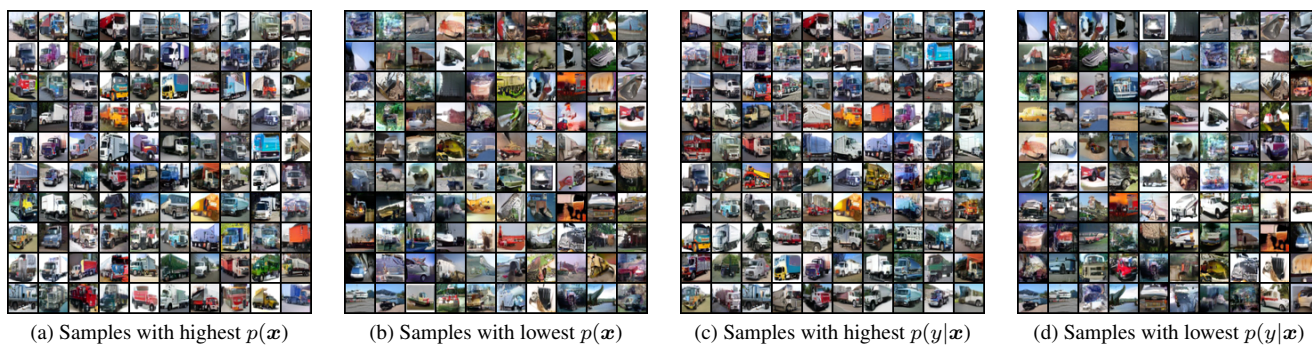 (a) Samples with highest p(x)
(b) Samples with lowest p(x)
(c) Samples with highest p(y|x)
(d) Samples with lowest p(y|x)